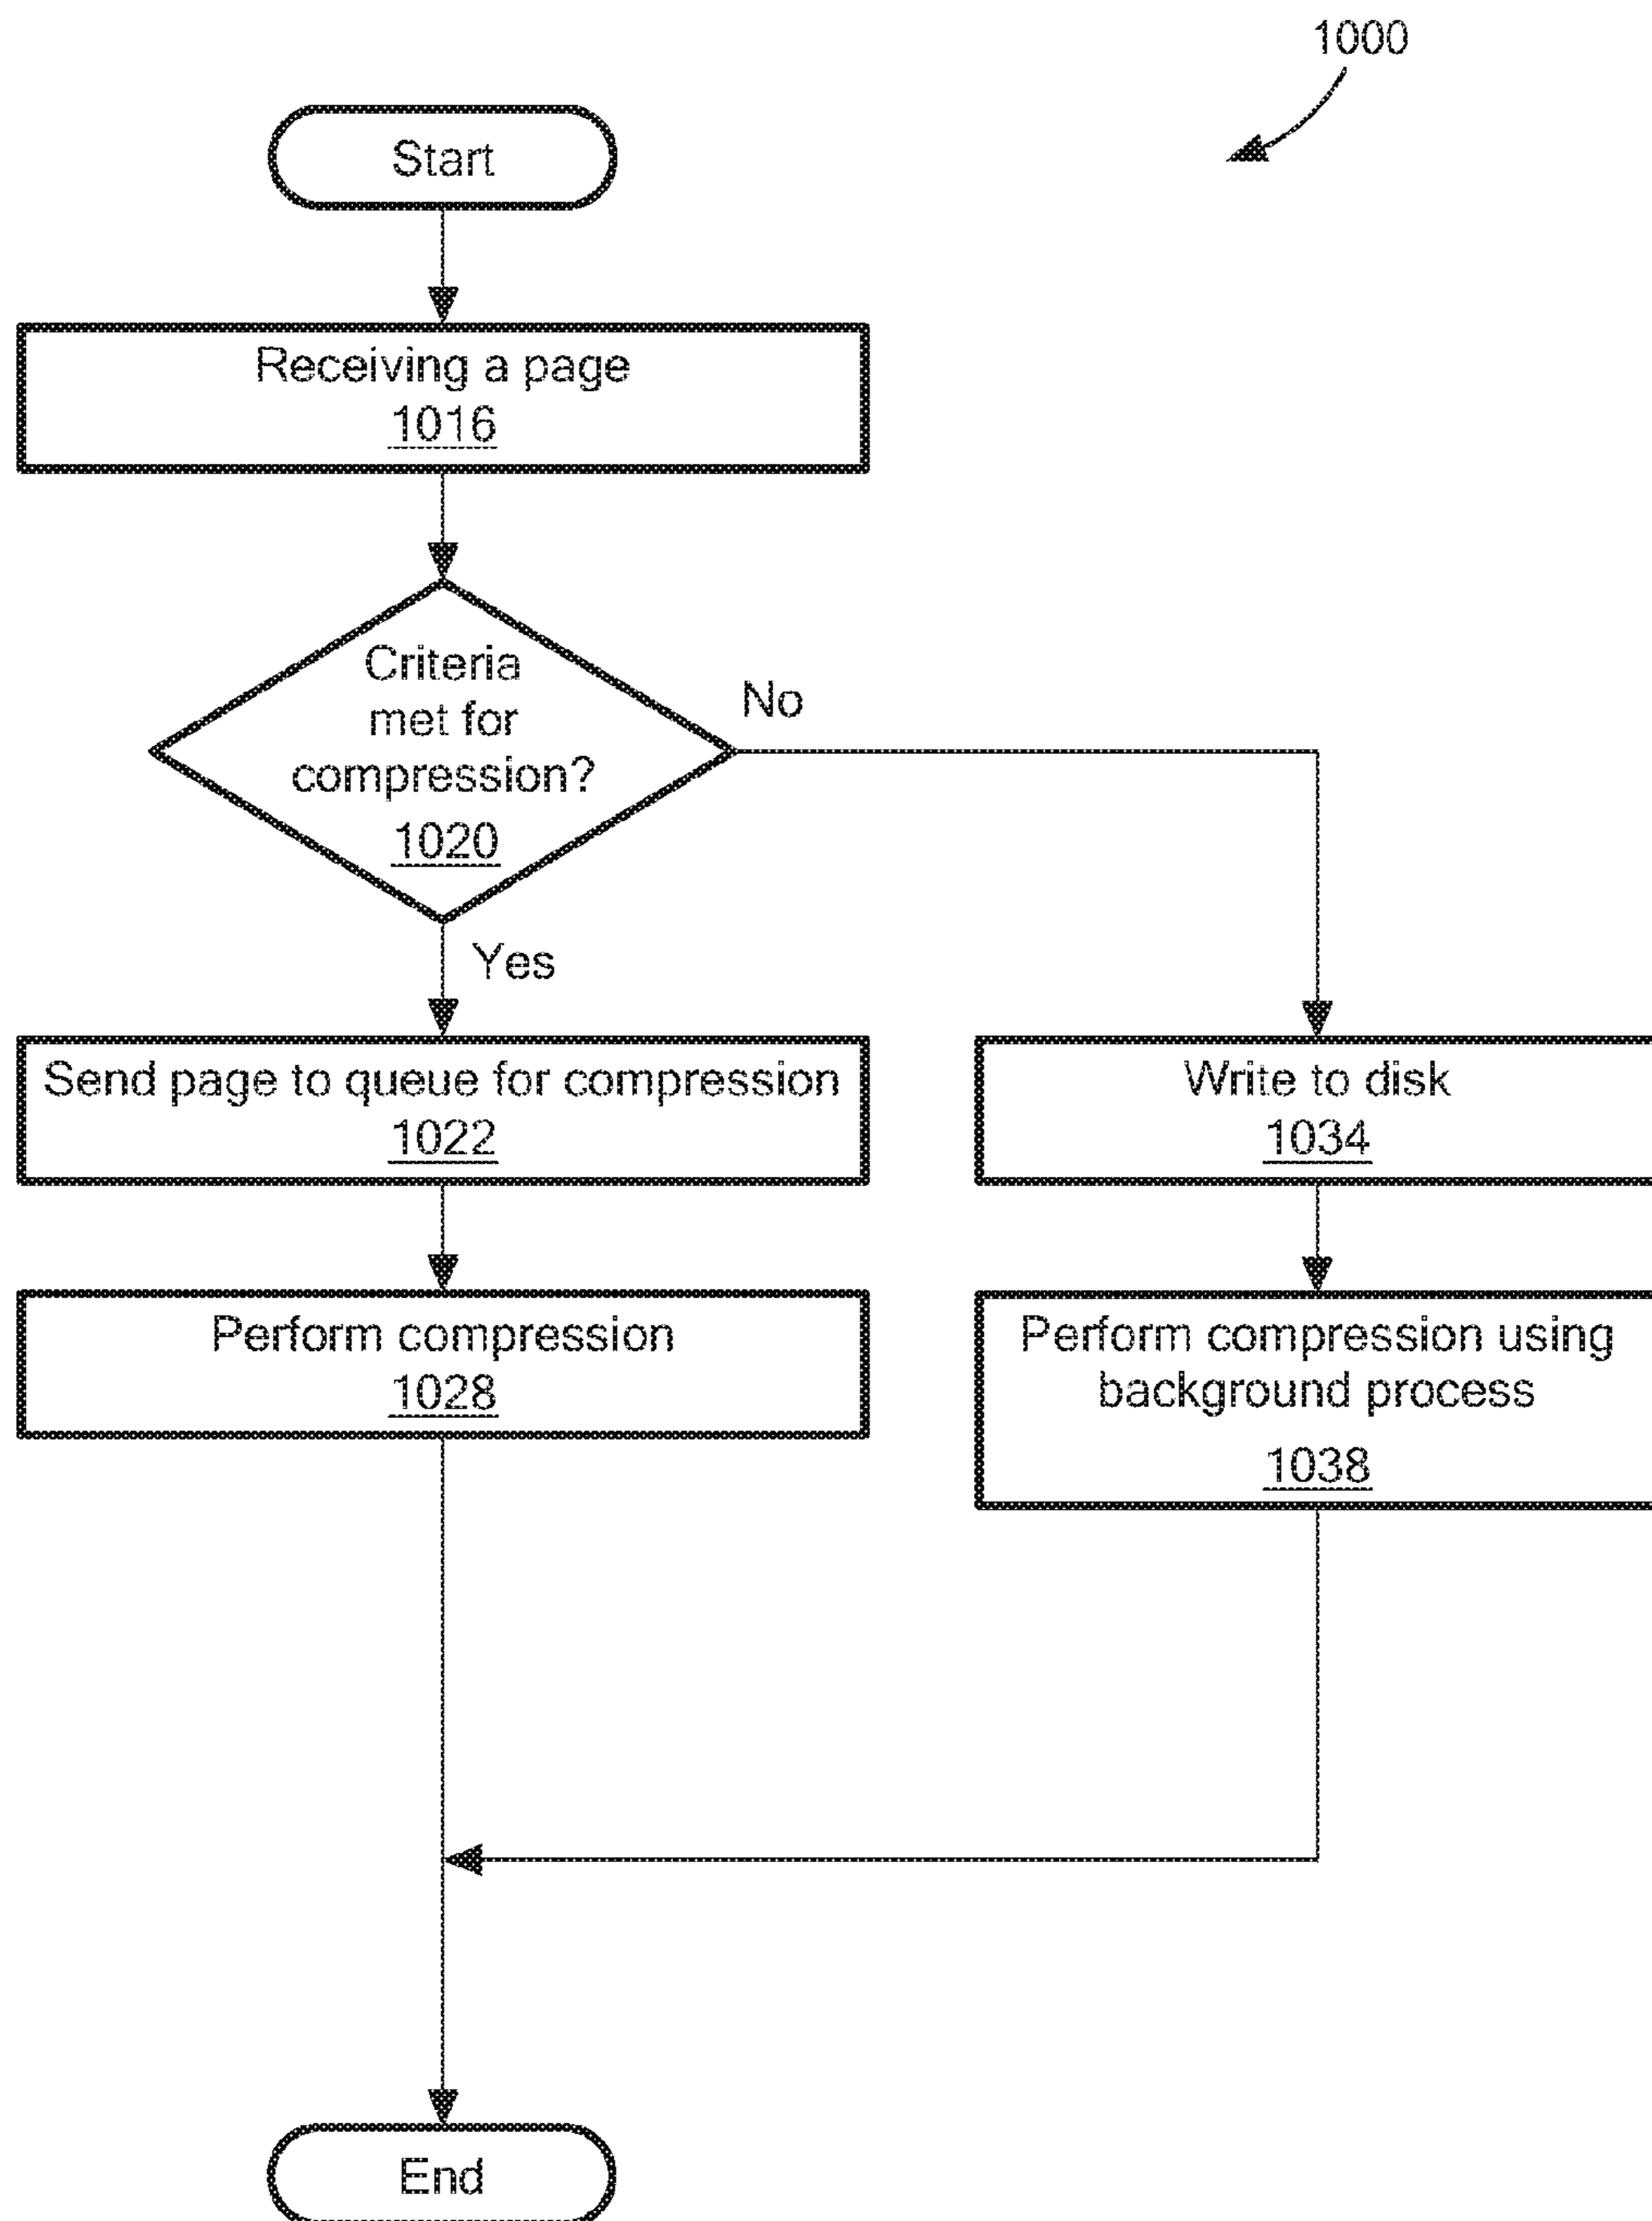 1000
Start
Receiving a page
1016
Criteria
met for
compression?
1020
No
Yes
Send page to queue for compression
1022
Write to disk
1034
Perform compression
1028
Perform compression using
background process
1038
End